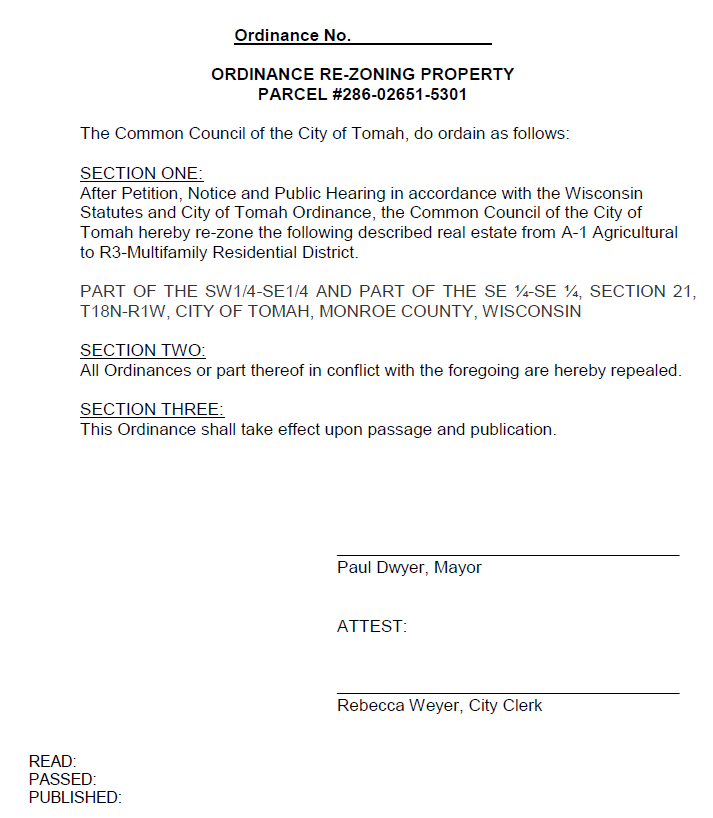 Ordinance No.
ORDINANCE RE-ZONING PROPERTY
PARCEL #286-02651-5301
The Common Council of the City of Tomah, do ordain as follows:
SECTION ONE:
After Petition, Notice and Public Hearing in accordance with the Wisconsin
Statutes and City of Tomah Ordinance, the Common Council of the City of
Tomah hereby re-zone the following described real estate from A-1 Agricultural
to R3-Multifamily Residential District.
PART OF THE SW1/4-SE1/4 AND PART OF THE SE ¼-SE ¼, SECTION 21,
T18N-R1W, CITY OF TOMAH, MONROE COUNTY, WISCONSIN
SECTION TWO:
All Ordinances or part thereof in conflict with the foregoing are hereby repealed.
SECTION THREE:
This Ordinance shall take effect upon passage and publication.
Paul Dwyer, Mayor
ATTEST:
Rebecca Weyer, City Clerk
READ:
PASSED:
PUBLISHED: